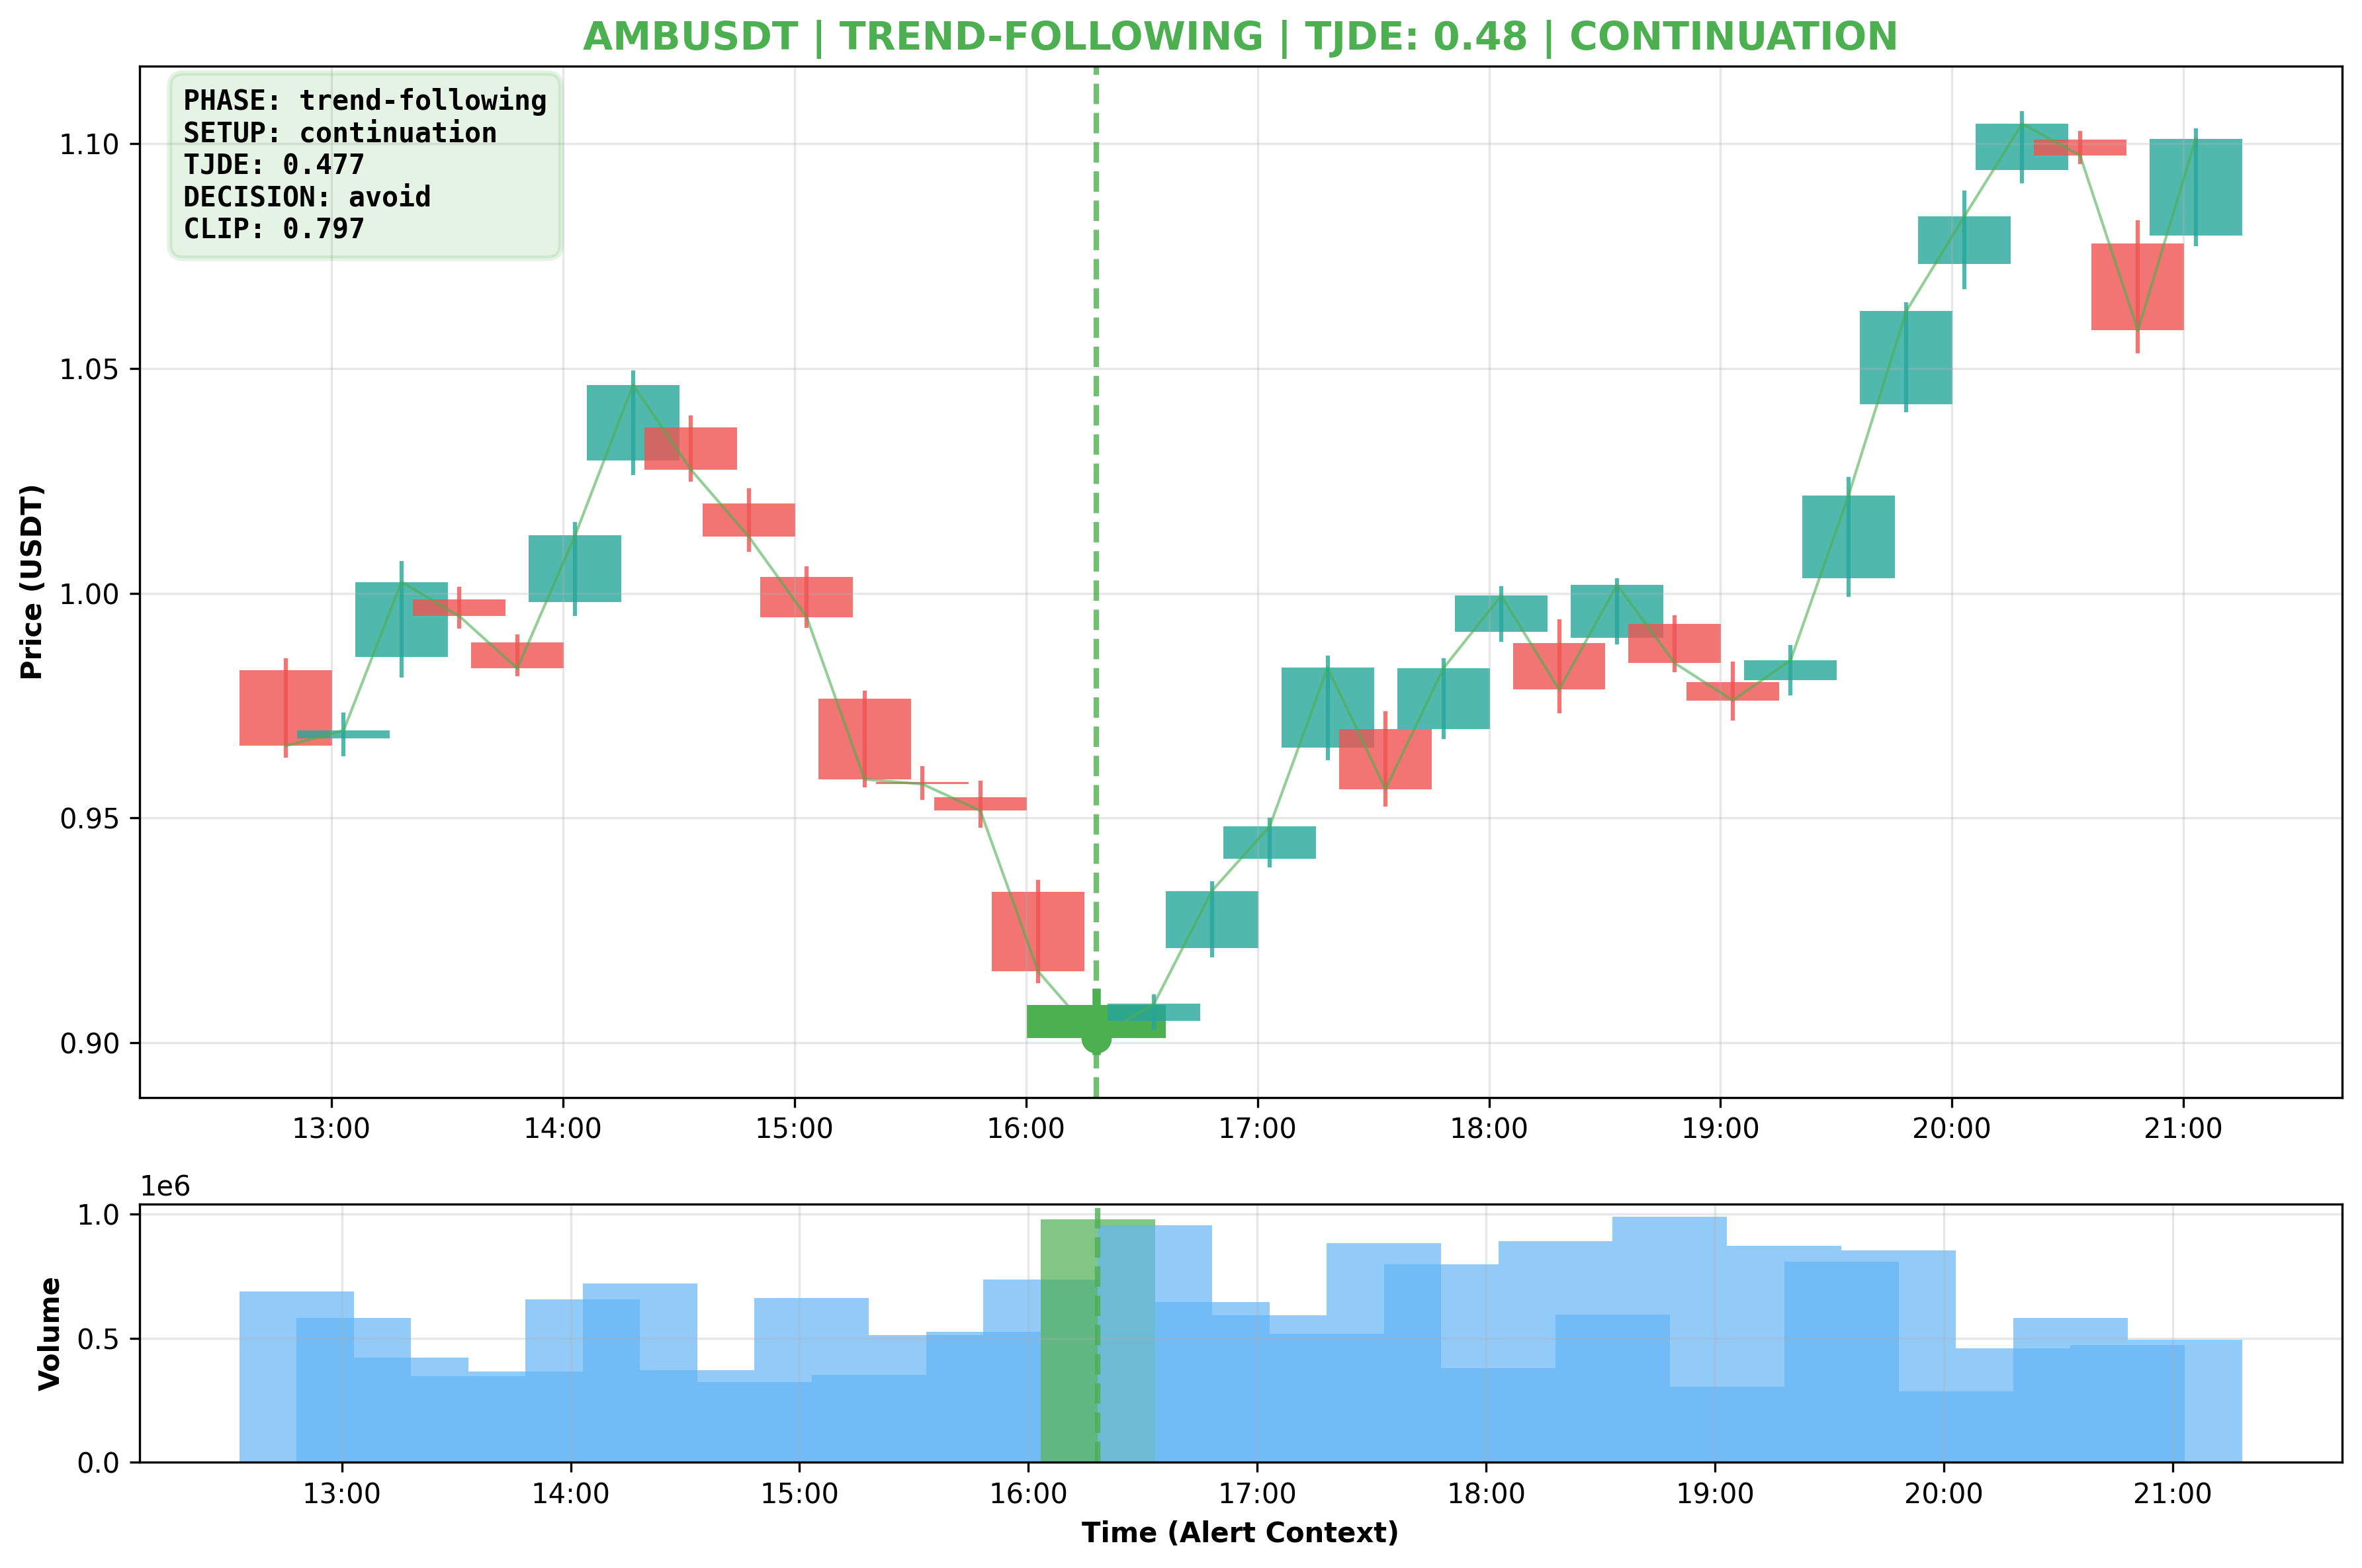 AMBUSDT | TREND-FOLLOWING | TJDE: 0.48 | CONTINUATION
PHASE: trend-following
SETUP: continuation
TJDE: 0.477
DECISION: avoid
CLIP: 0.797
Price (USDT)
1.10
1.05
1.00
0.95
0.90
13:00 14:00 15:00 16:00 17:00 18:00 19:00 20:00 21:00
1e6
Volume
1.0
0.5
0.0
13:00 14:00 15:00 16:00 17:00 18:00 19:00 20:00 21:00
Time (Alert Context)